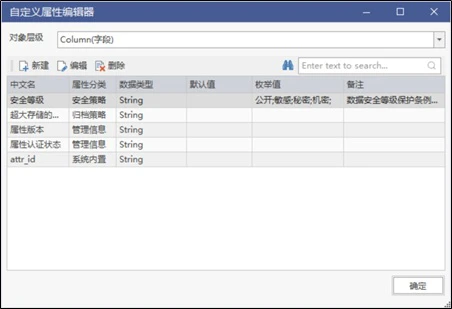 自定义属性编辑器
对象层级 Column(字段)
新建 编辑 删除 Enter text to search...
中文名 属性分类 数据类型 默认值 枚举值 备注
安全等级 安全策略 String 公开;敏感;秘密;机密; 数据安全等级保护条例...
超大存储的... 归档策略 String
属性版本 管理信息 String
属性认证状态 管理信息 String
attr_id 系统内置 String
确定